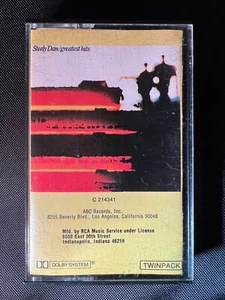 Steely Dan/greatest hits
C 214341
ABC Records, Inc.
8255 Beverly Blvd., Los Angeles, California 90048
Mfd. by RCA Music Service under License
6550 East 30th Street
Indianapolis, Indiana 46219
DOLBY SYSTEM
TWINPACK